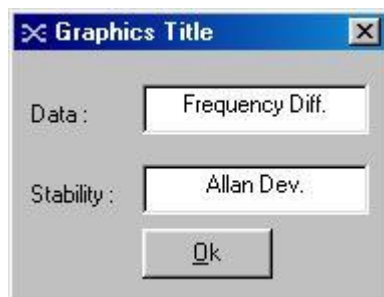 Graphics Title
Data : Frequency Diff.
Stability : Allan Dev.
Ok